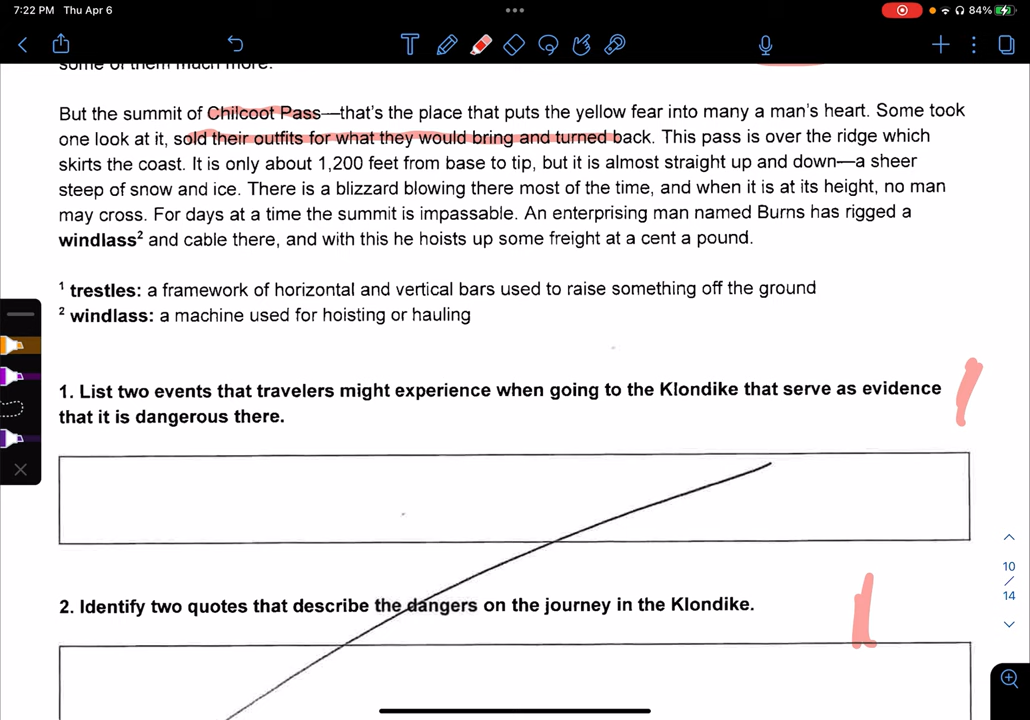 7:22 PM Thu Apr 6
84%
some of them much more.
But the summit of Chilcoot Pass—that's the place that puts the yellow fear into many a man's heart. Some took
one look at it, sold their outfits for what they would bring and turned back. This pass is over the ridge which
skirts the coast. It is only about 1,200 feet from base to tip, but it is almost straight up and down—a sheer
steep of snow and ice. There is a blizzard blowing there most of the time, and when it is at its height, no man
may cross. For days at a time the summit is impassable. An enterprising man named Burns has rigged a
windlass² and cable there, and with this he hoists up some freight at a cent a pound.
¹ trestles: a framework of horizontal and vertical bars used to raise something off the ground
² windlass: a machine used for hoisting or hauling
1. List two events that travelers might experience when going to the Klondike that serve as evidence
that it is dangerous there.
10
/
14
2. Identify two quotes that describe the dangers on the journey in the Klondike.